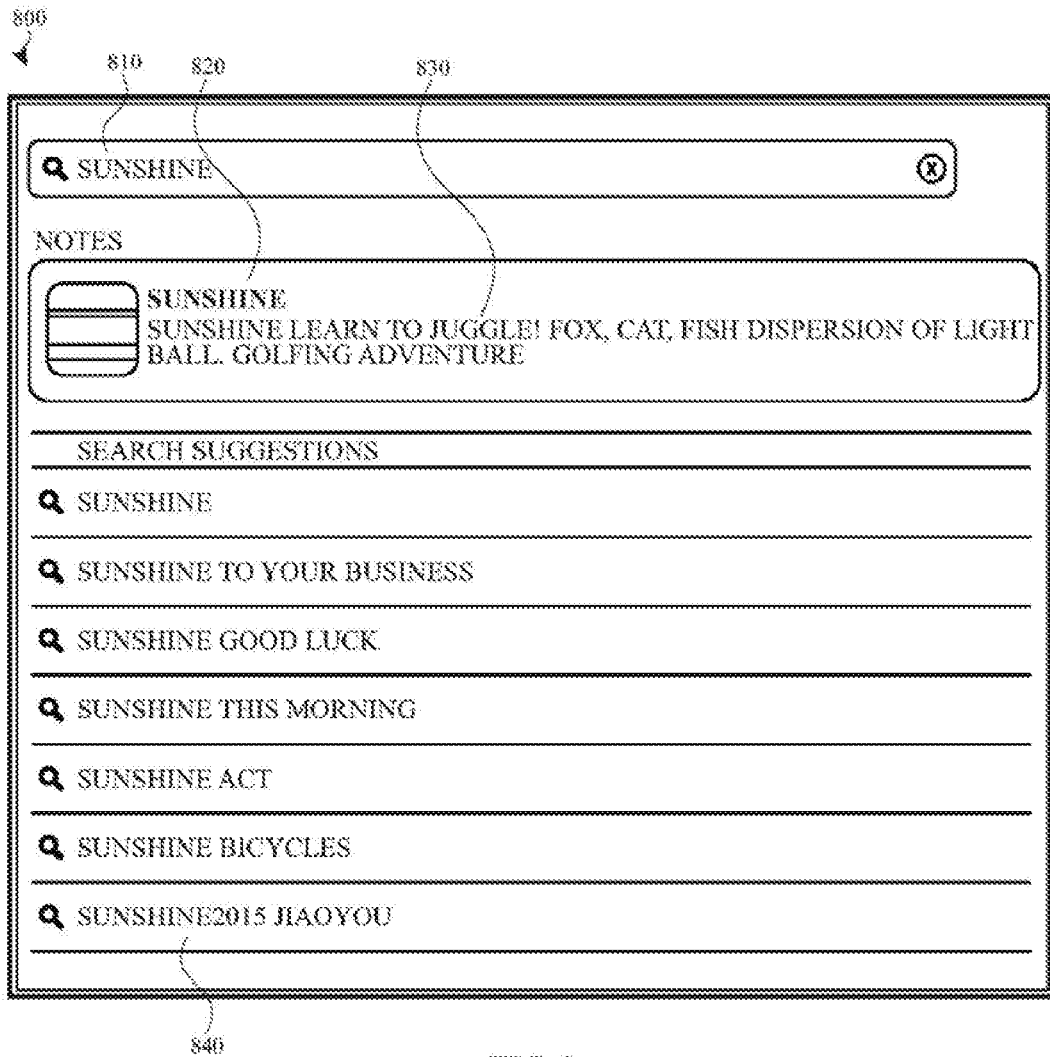 800
810 820 830
SUNSHINE
NOTES
SUNSHINE
SUNSHINE LEARN TO JUGGLE! FOX, CAT, FISH DISPERSION OF LIGHT
BALL. GOLFING ADVENTURE
SEARCH SUGGESTIONS
SUNSHINE
SUNSHINE TO YOUR BUSINESS
SUNSHINE GOOD LUCK
SUNSHINE THIS MORNING
SUNSHINE ACT
SUNSHINE BICYCLES
SUNSHINE2015 JIAOYOU
840